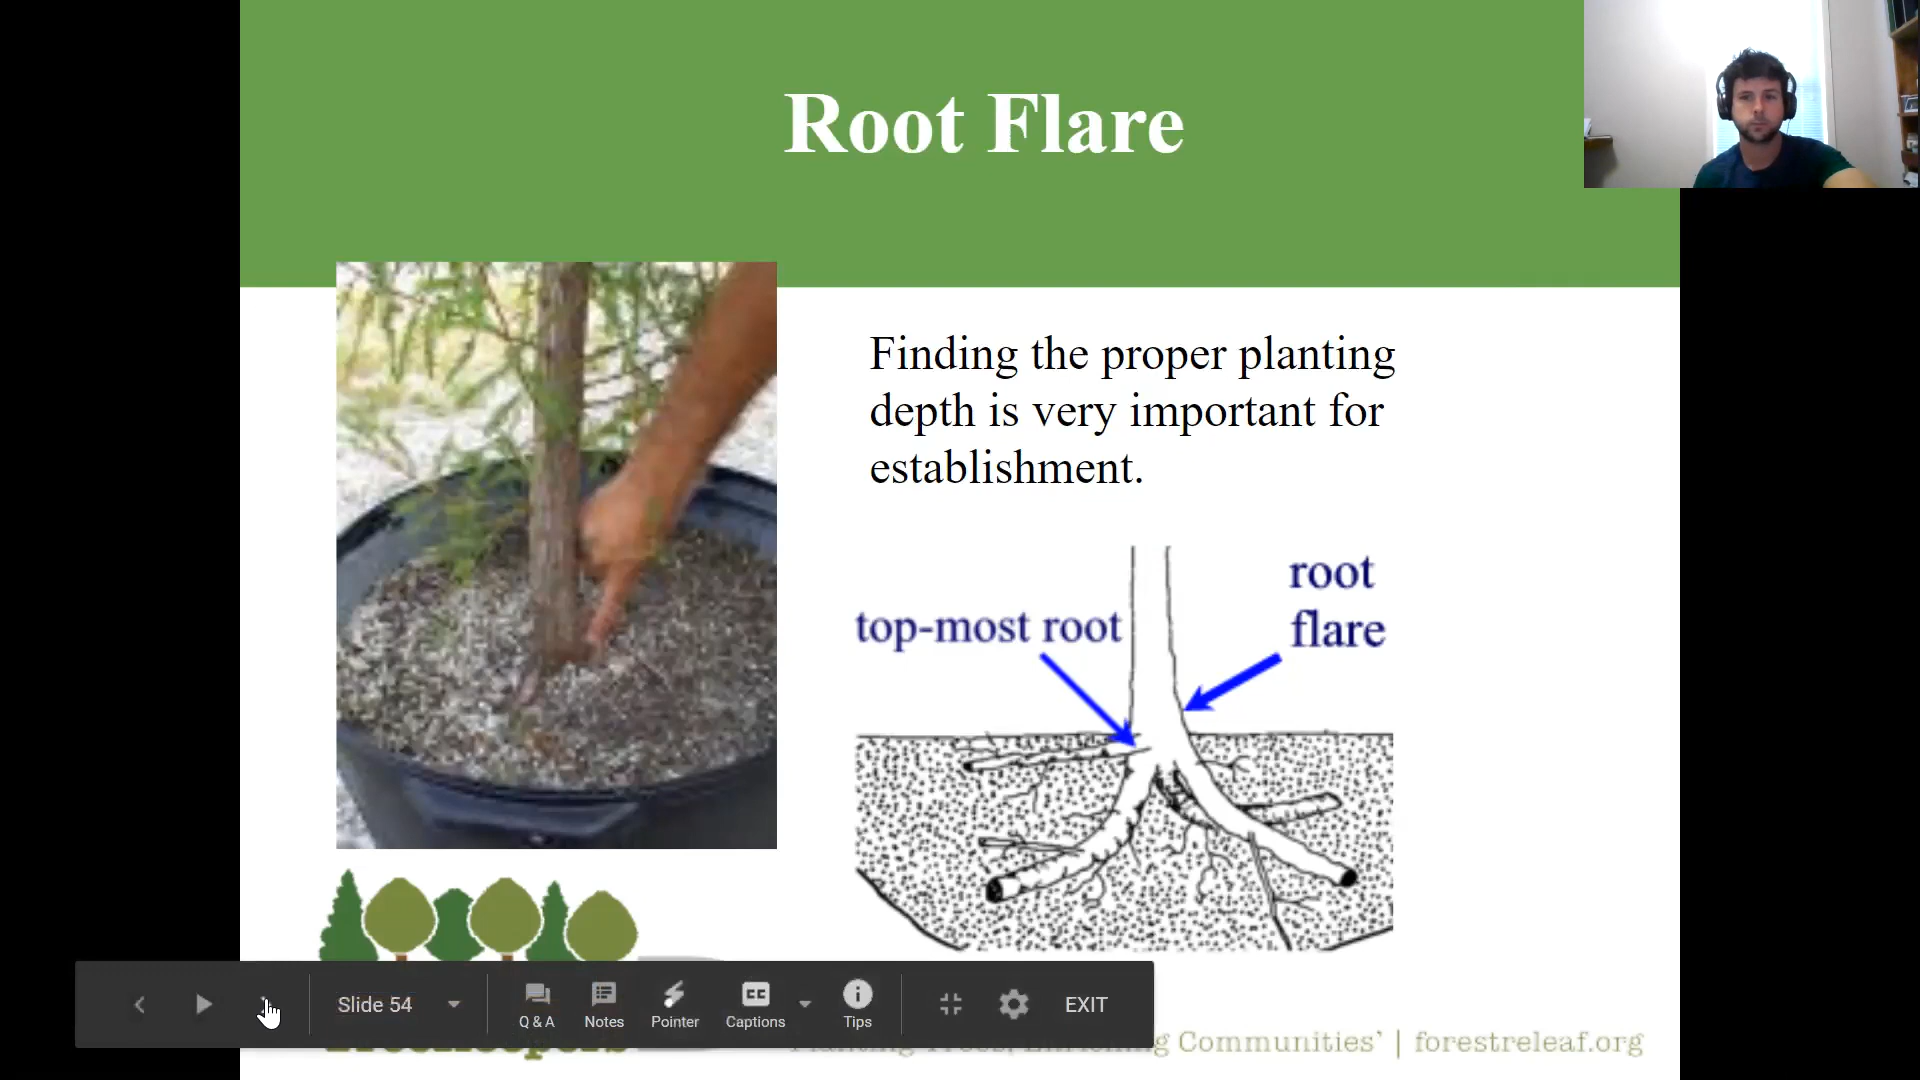 Root Flare
Finding the proper planting
depth is very important for
establishment.
root
flare
top-most root
Slide 54
Q & A
Notes
Pointer
CC
Captions
Tips
EXIT
Communities' | forestreleaf.org